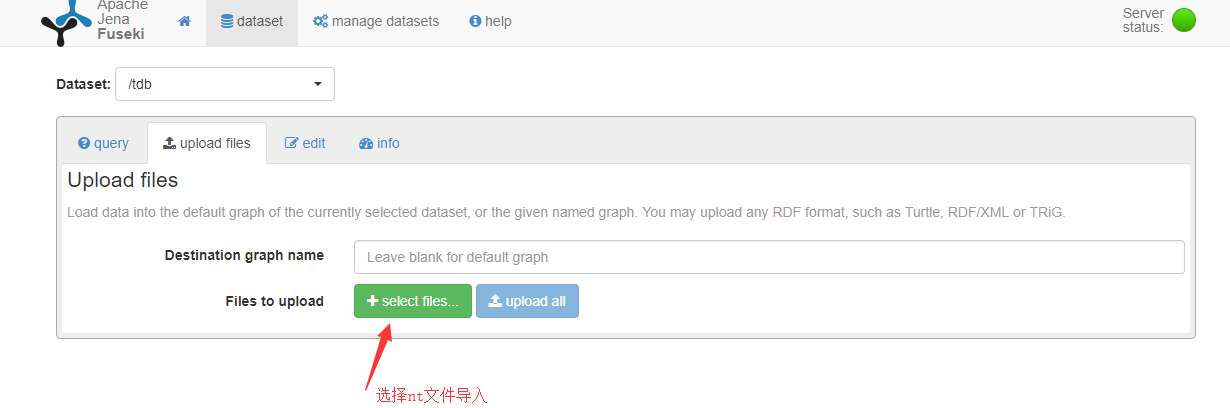 Apache
Jena
Fuseki
dataset
manage datasets
help
Server
status:
Dataset:
/tdb
query
upload files
edit
info
Upload files
Load data into the default graph of the currently selected dataset, or the given named graph. You may upload any RDF format, such as Turtle, RDF/XML or TRiG.
Destination graph name
Leave blank for default graph
Files to upload
select files...
upload all
选择nt文件导入